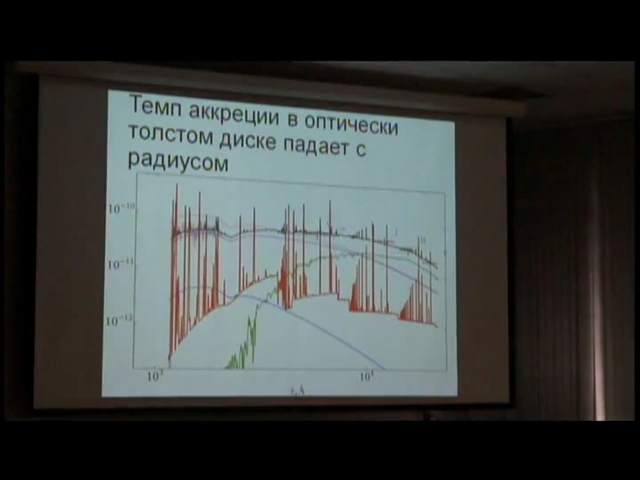 Темп аккреции в оптически
толстом диске падает с
радиусом
10⁻¹⁰
10⁻¹¹
10⁻¹²
10³ 10⁴
λ,Å